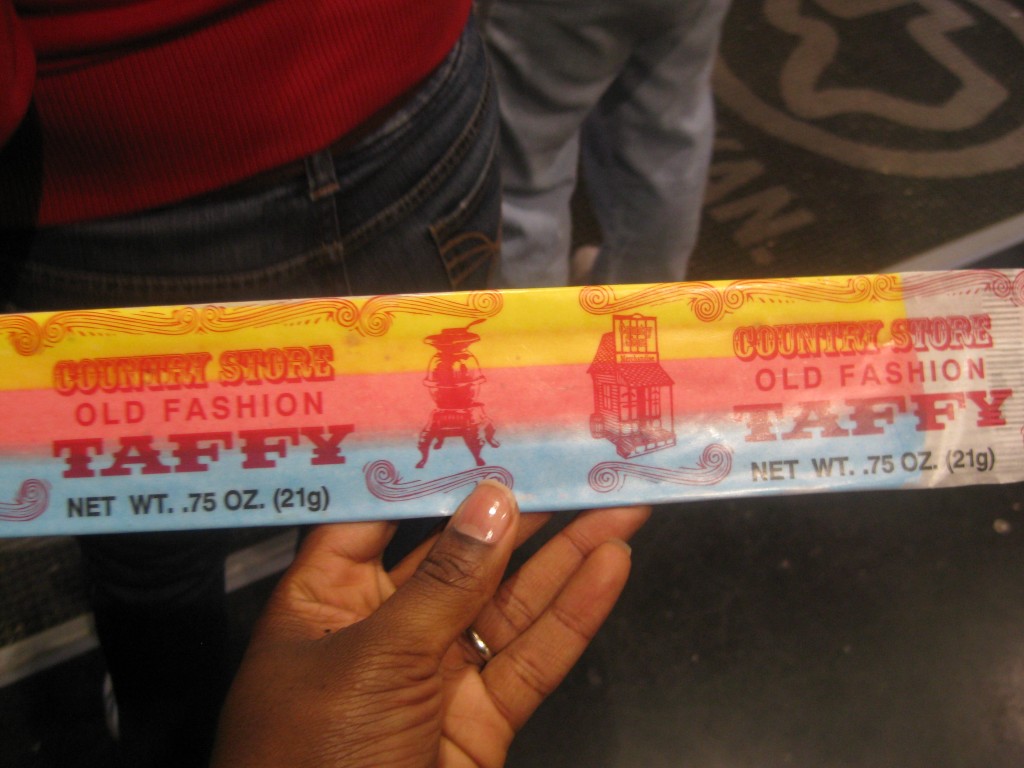 COUNTRY STORE
OLD FASHION
TAFFY
NET WT. .75 OZ. (21g)
COUNTRY STORE
OLD FASHION
TAFFY
NET WT. .75 OZ. (21g)